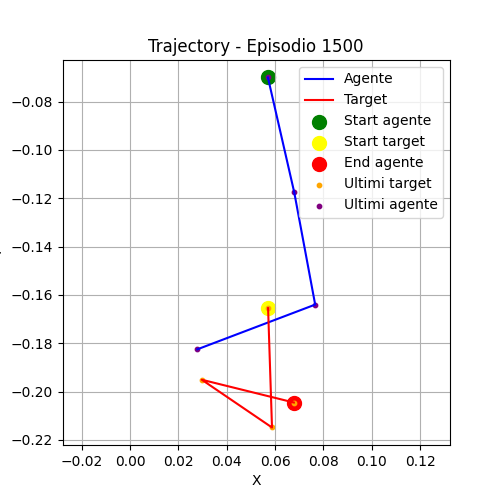 Trajectory - Episodio 1500
Agente
Target
Start agente
Start target
End agente
Ultimi target
Ultimi agente
−0.08
−0.10
−0.12
−0.14
−0.16
−0.18
−0.20
−0.22
−0.02 0.00 0.02 0.04 0.06 0.08 0.10 0.12
X